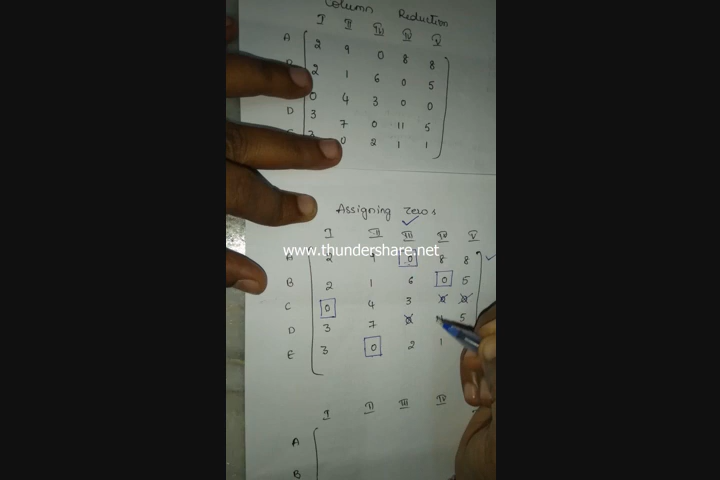 Column Reduction
I II III IV V
A 2 9 0 8 8
2 1 6 0 5
0 4 3 0 0
D 3 7 0 11 5
0 2 1 1
Assigning Zeros
I II III IV V
www.thundershare.net
A 2 9 0 8 8
B 2 1 6 0 5
C 0 4 3 0 0
D 3 7 0 11 5
E 3 0 2 1
I II III IV
A
B